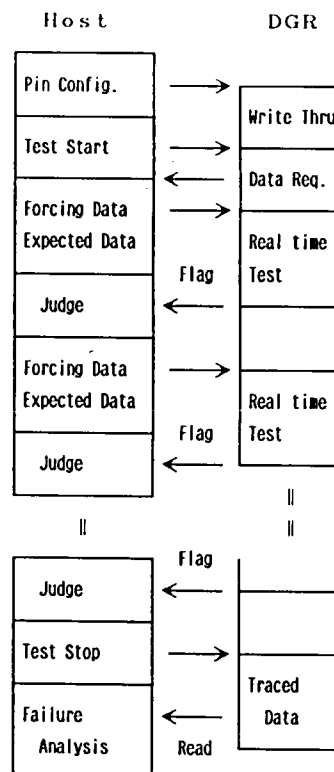 Host DGR
Pin Config.
Write Thru
Test Start
Data Req.
Forcing Data
Expected Data
Real time
Test
Flag
Judge
Forcing Data
Expected Data
Real time
Test
Flag
Judge
Flag
Judge
Test Stop
Traced
Data
Failure
Analysis
Read